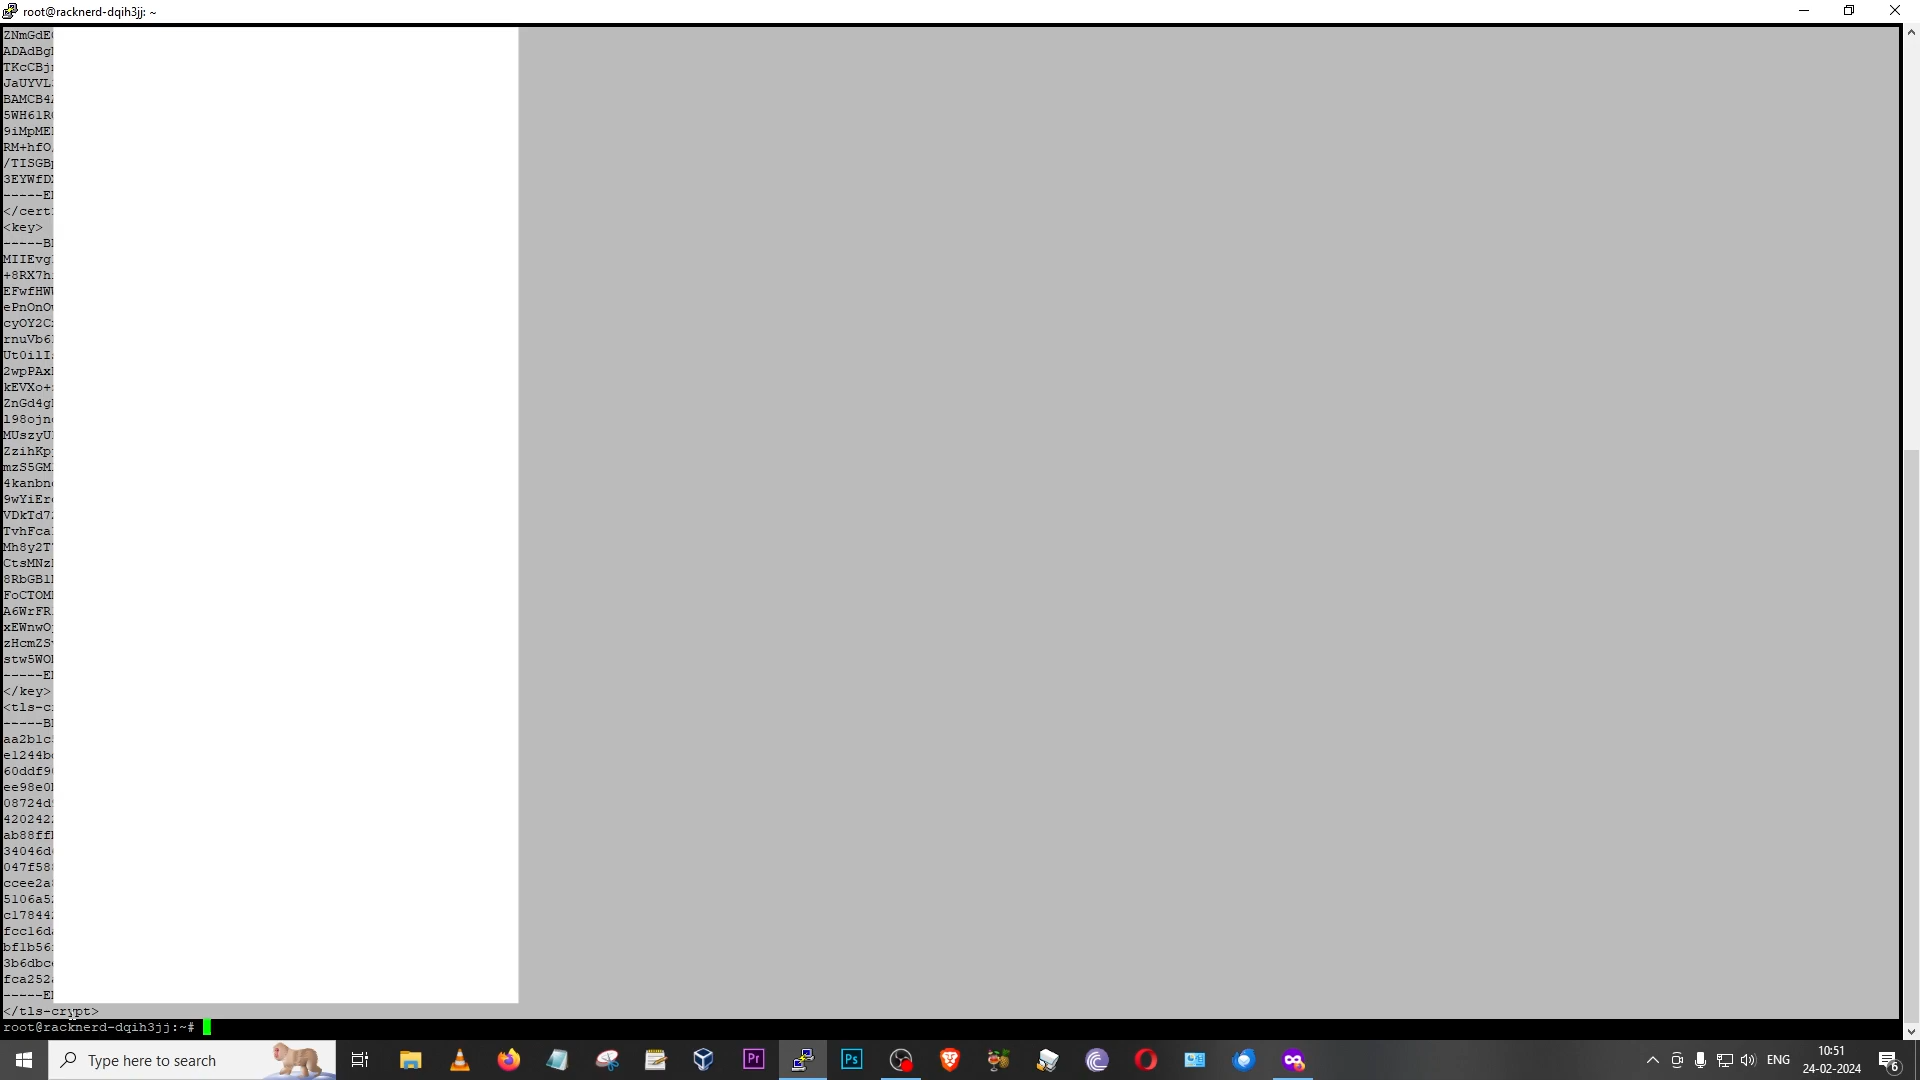 root@racknerd-dqih3jj: ~
ZNmGdE
ADAdBg
TKcCBj
JaUYVL
BAMCB4
5WH61R
9iMpME
RM+hfO
/TISGB
3EYWfD
-----E
</cert
<key>
-----B
MIIEvg
+8RX7h
EFwfHW
ePnOnO
cyOY2C
rnuVb6
Ut0ilI
2wpPAx
kEVXo+
ZnGd4g
198ojn
MUszyU
ZzihKp
mzS5GM
4kanbn
9wYiEr
VDkTd7
TvhFca
Mh8y2T
CtsMNz
8RbGB1
FoCTOM
A6WrFR
xEWnwO
zHcmZS
stw5WO
-----E
</key>
<tls-c
-----B
aa2b1c
e1244b
60ddf9
ee98e0
08724d
420242
ab88ff
34046d
047f58
ccee2a
5106a5
c17844
fcc16d
bf1b56
3b6dbc
fca252
-----E
</tls-crypt>
root@racknerd-dqih3jj:~#
Type here to search
ENG
10:51
24-02-2024
6